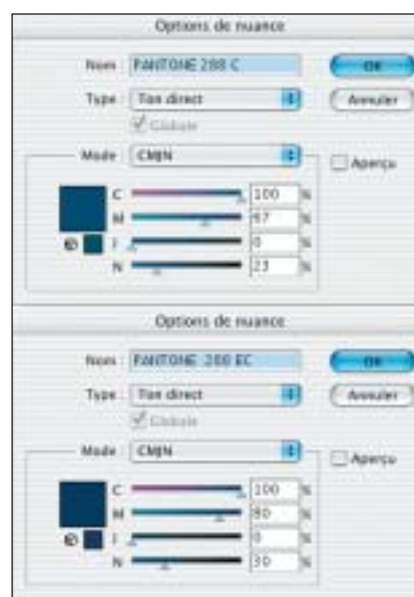 Options de nuance
Nom : PANTONE 288 C OK
Type : Ton direct Annuler
Globale
Mode : CMJN Aperçu
C 100 %
M 67 %
J 0 %
N 23 %
Options de nuance
Nom : PANTONE 288 EC OK
Type : Ton direct Annuler
Globale
Mode : CMJN Aperçu
C 100 %
M 80 %
J 0 %
N 30 %